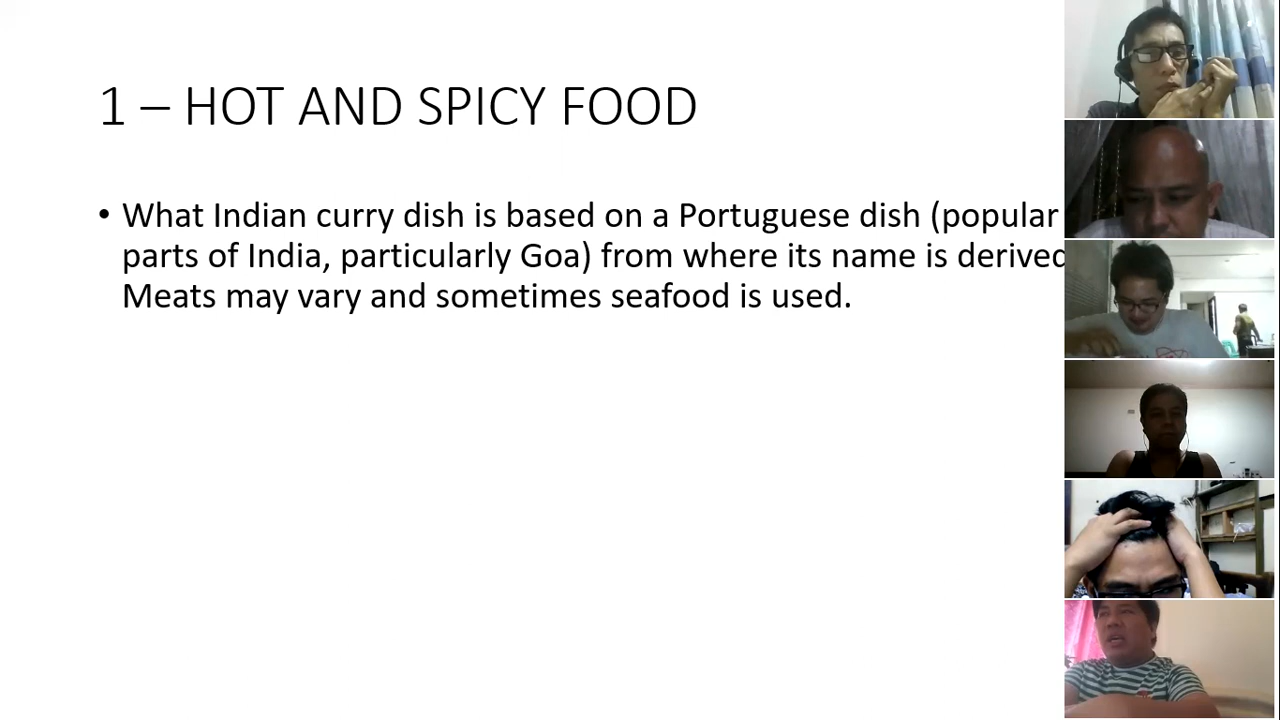 1 – HOT AND SPICY FOOD
• What Indian curry dish is based on a Portuguese dish (popular
parts of India, particularly Goa) from where its name is derived
Meats may vary and sometimes seafood is used.